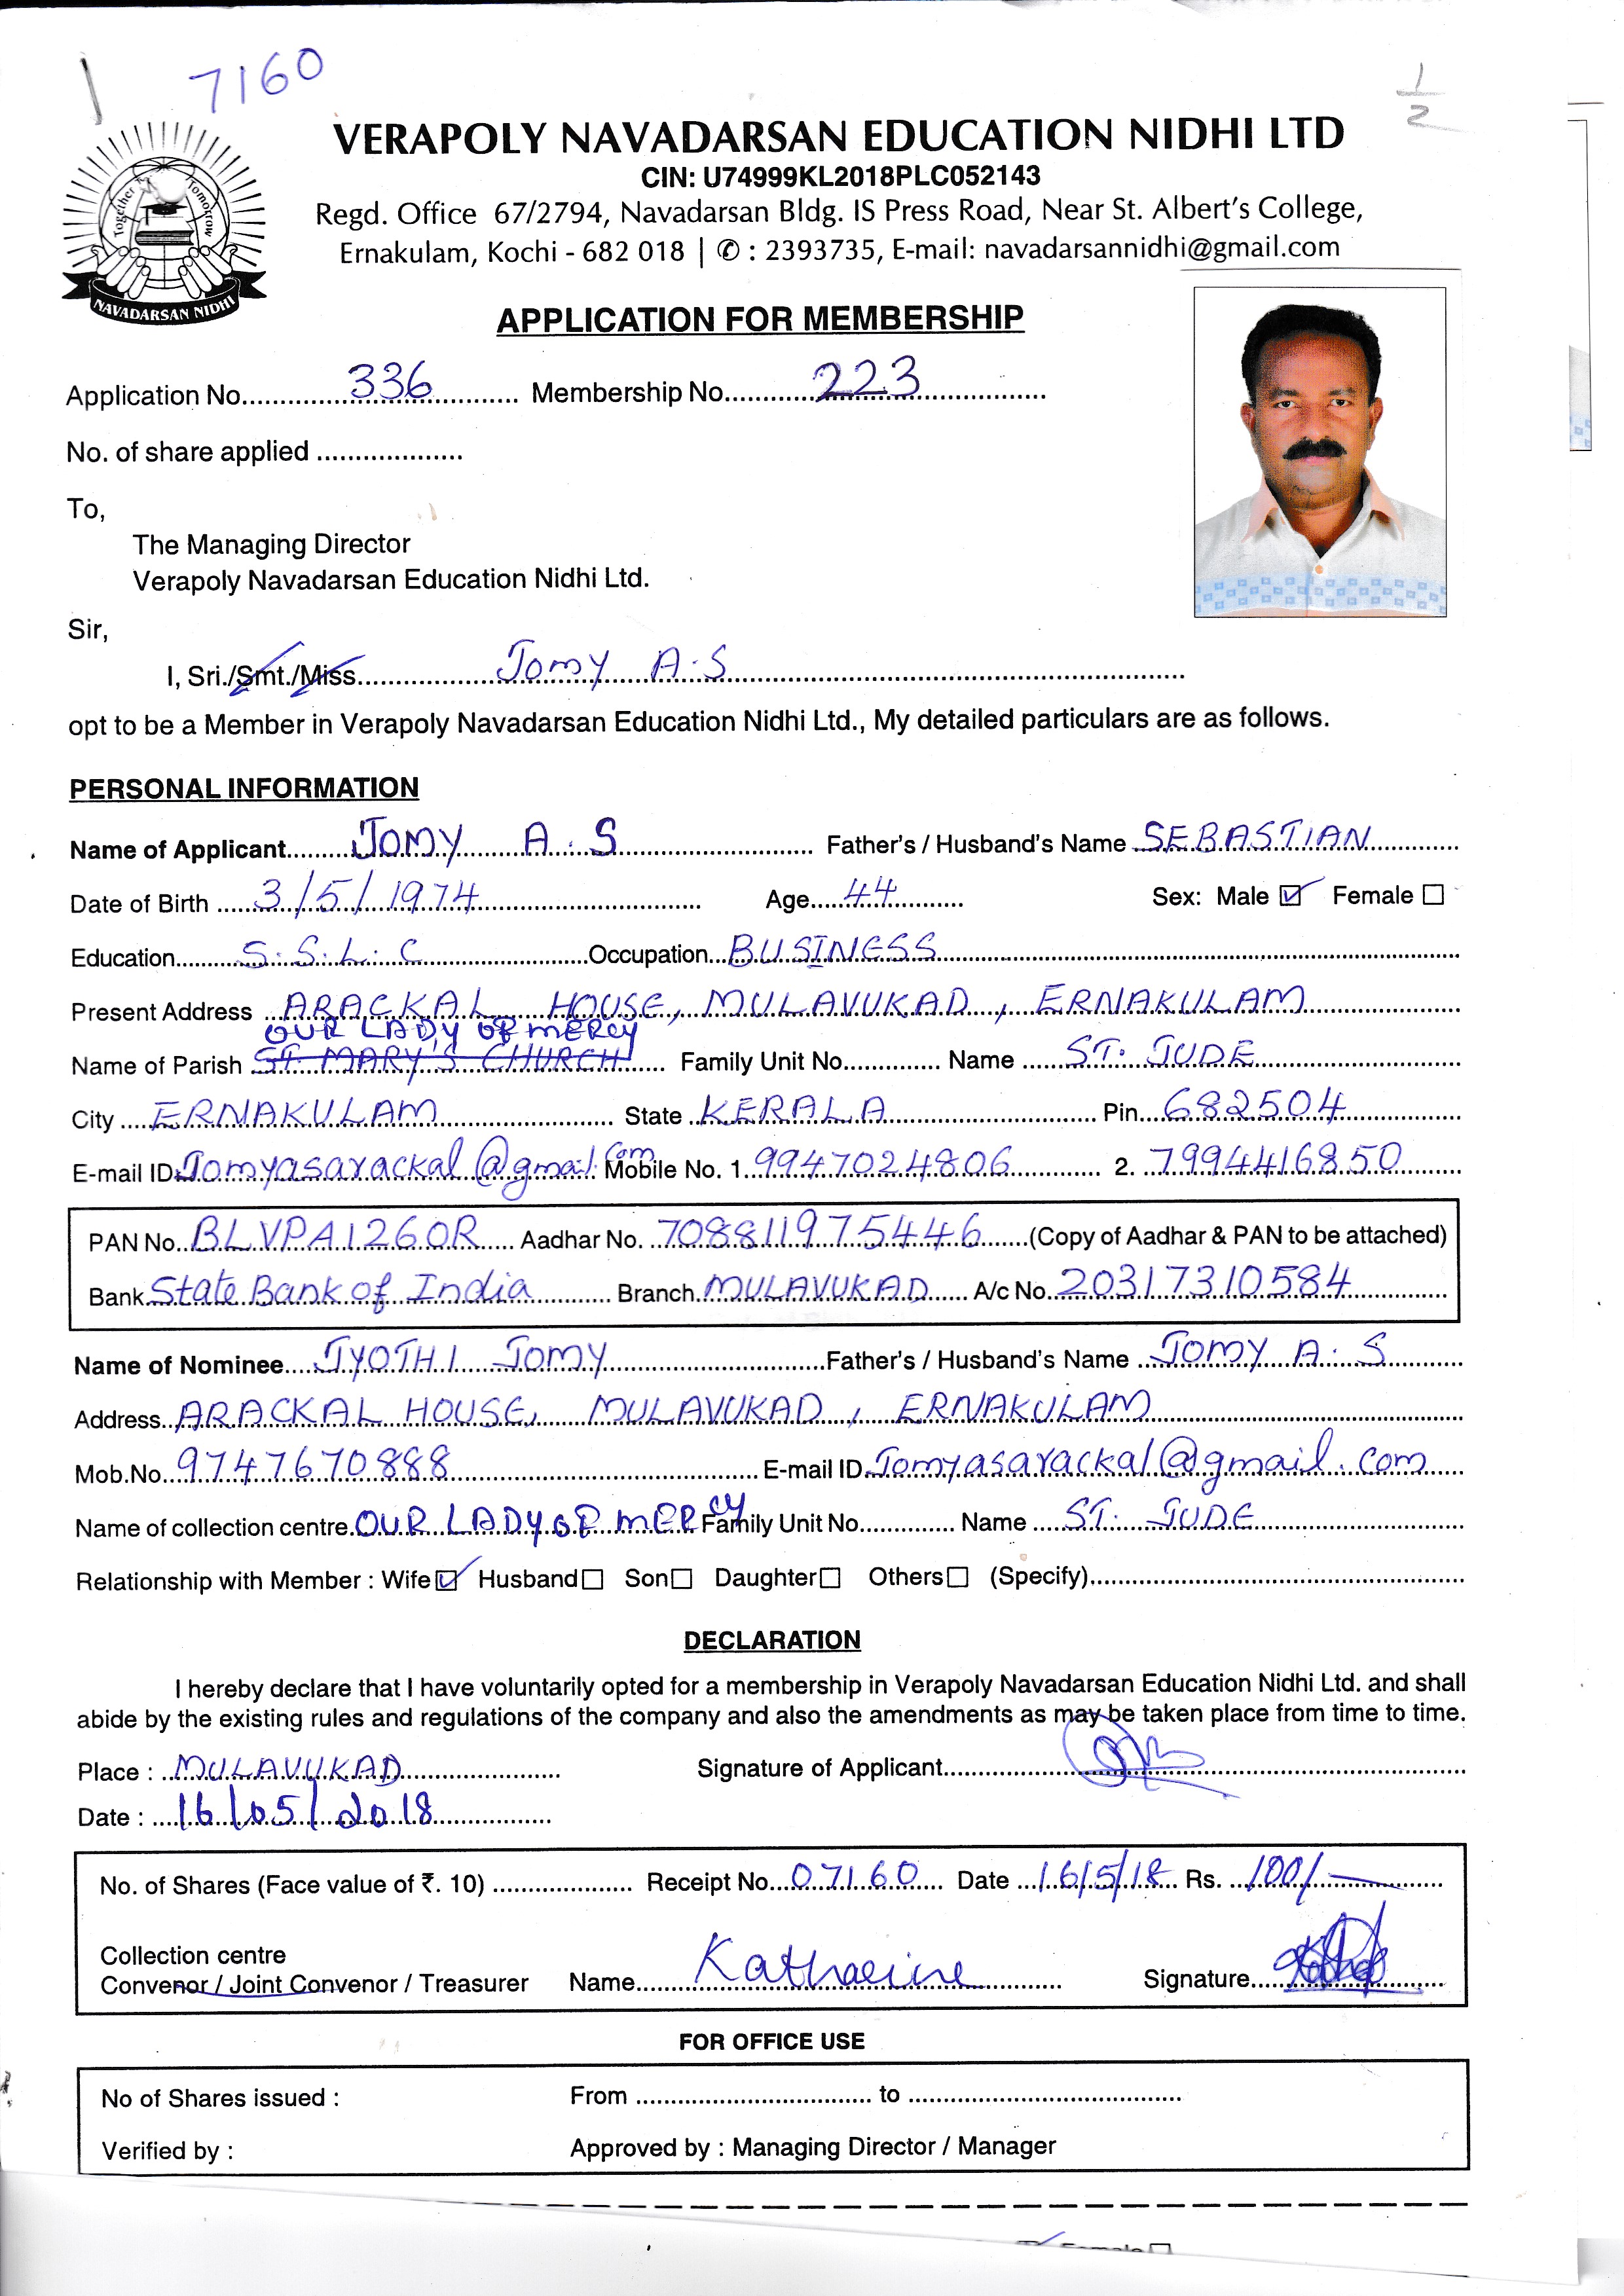 7160
1
2
VERAPOLY NAVADARSAN EDUCATION NIDHI LTD
CIN: U74999KL2018PLC052143
Regd. Office 67/2794, Navadarsan Bldg. IS Press Road, Near St. Albert's College,
Ernakulam, Kochi - 682 018 | ✆ : 2393735, E-mail: navadarsannidhi@gmail.com
Together Tomorrow
NAVADARSAN NIDHI
APPLICATION FOR MEMBERSHIP
Application No. 336 Membership No. 223
No. of share applied ...................
To,
The Managing Director
Verapoly Navadarsan Education Nidhi Ltd.
Sir,
I, Sri./Smt./Miss. Jomy A.S
opt to be a Member in Verapoly Navadarsan Education Nidhi Ltd., My detailed particulars are as follows.
PERSONAL INFORMATION
Name of Applicant JOMY A.S Father's / Husband's Name SEBASTIAN
Date of Birth 3/5/1974 Age 44 Sex: Male ☑ Female ☐
Education S.S.L.C Occupation BUSINESS
Present Address ARACKAL HOUSE, MULAVUKAD, ERNAKULAM
OUR LADY OF MERCY
Name of Parish ST. MARY'S CHURCH Family Unit No. Name ST. JUDE
City ERNAKULAM State KERALA Pin 682504
E-mail ID Jomyasarackal@gmail.com Mobile No. 1. 9947024806 2. 7994416850
PAN No. BLVPA1260R Aadhar No. 708811975446 (Copy of Aadhar & PAN to be attached)
Bank State Bank of India Branch MULAVUKAD A/c No. 20317310584
Name of Nominee JYOTHI JOMY Father's / Husband's Name JOMY A.S
Address ARACKAL HOUSE, MULAVUKAD, ERNAKULAM
Mob.No. 9747670888 E-mail ID Jomyasarackal@gmail.com
Name of collection centre OUR LADY OF MERCY Family Unit No. Name ST. JUDE
Relationship with Member : Wife ☑ Husband ☐ Son ☐ Daughter ☐ Others ☐ (Specify)
DECLARATION
I hereby declare that I have voluntarily opted for a membership in Verapoly Navadarsan Education Nidhi Ltd. and shall
abide by the existing rules and regulations of the company and also the amendments as may be taken place from time to time.
Place : MULAVUKAD Signature of Applicant
Date : 16/05/2018
No. of Shares (Face value of ₹. 10) Receipt No. 07160 Date 16/5/18 Rs. 100/-
Collection centre
Convenor / Joint Convenor / Treasurer Name Kathaeine Signature
FOR OFFICE USE
No of Shares issued : From to
Verified by : Approved by : Managing Director / Manager